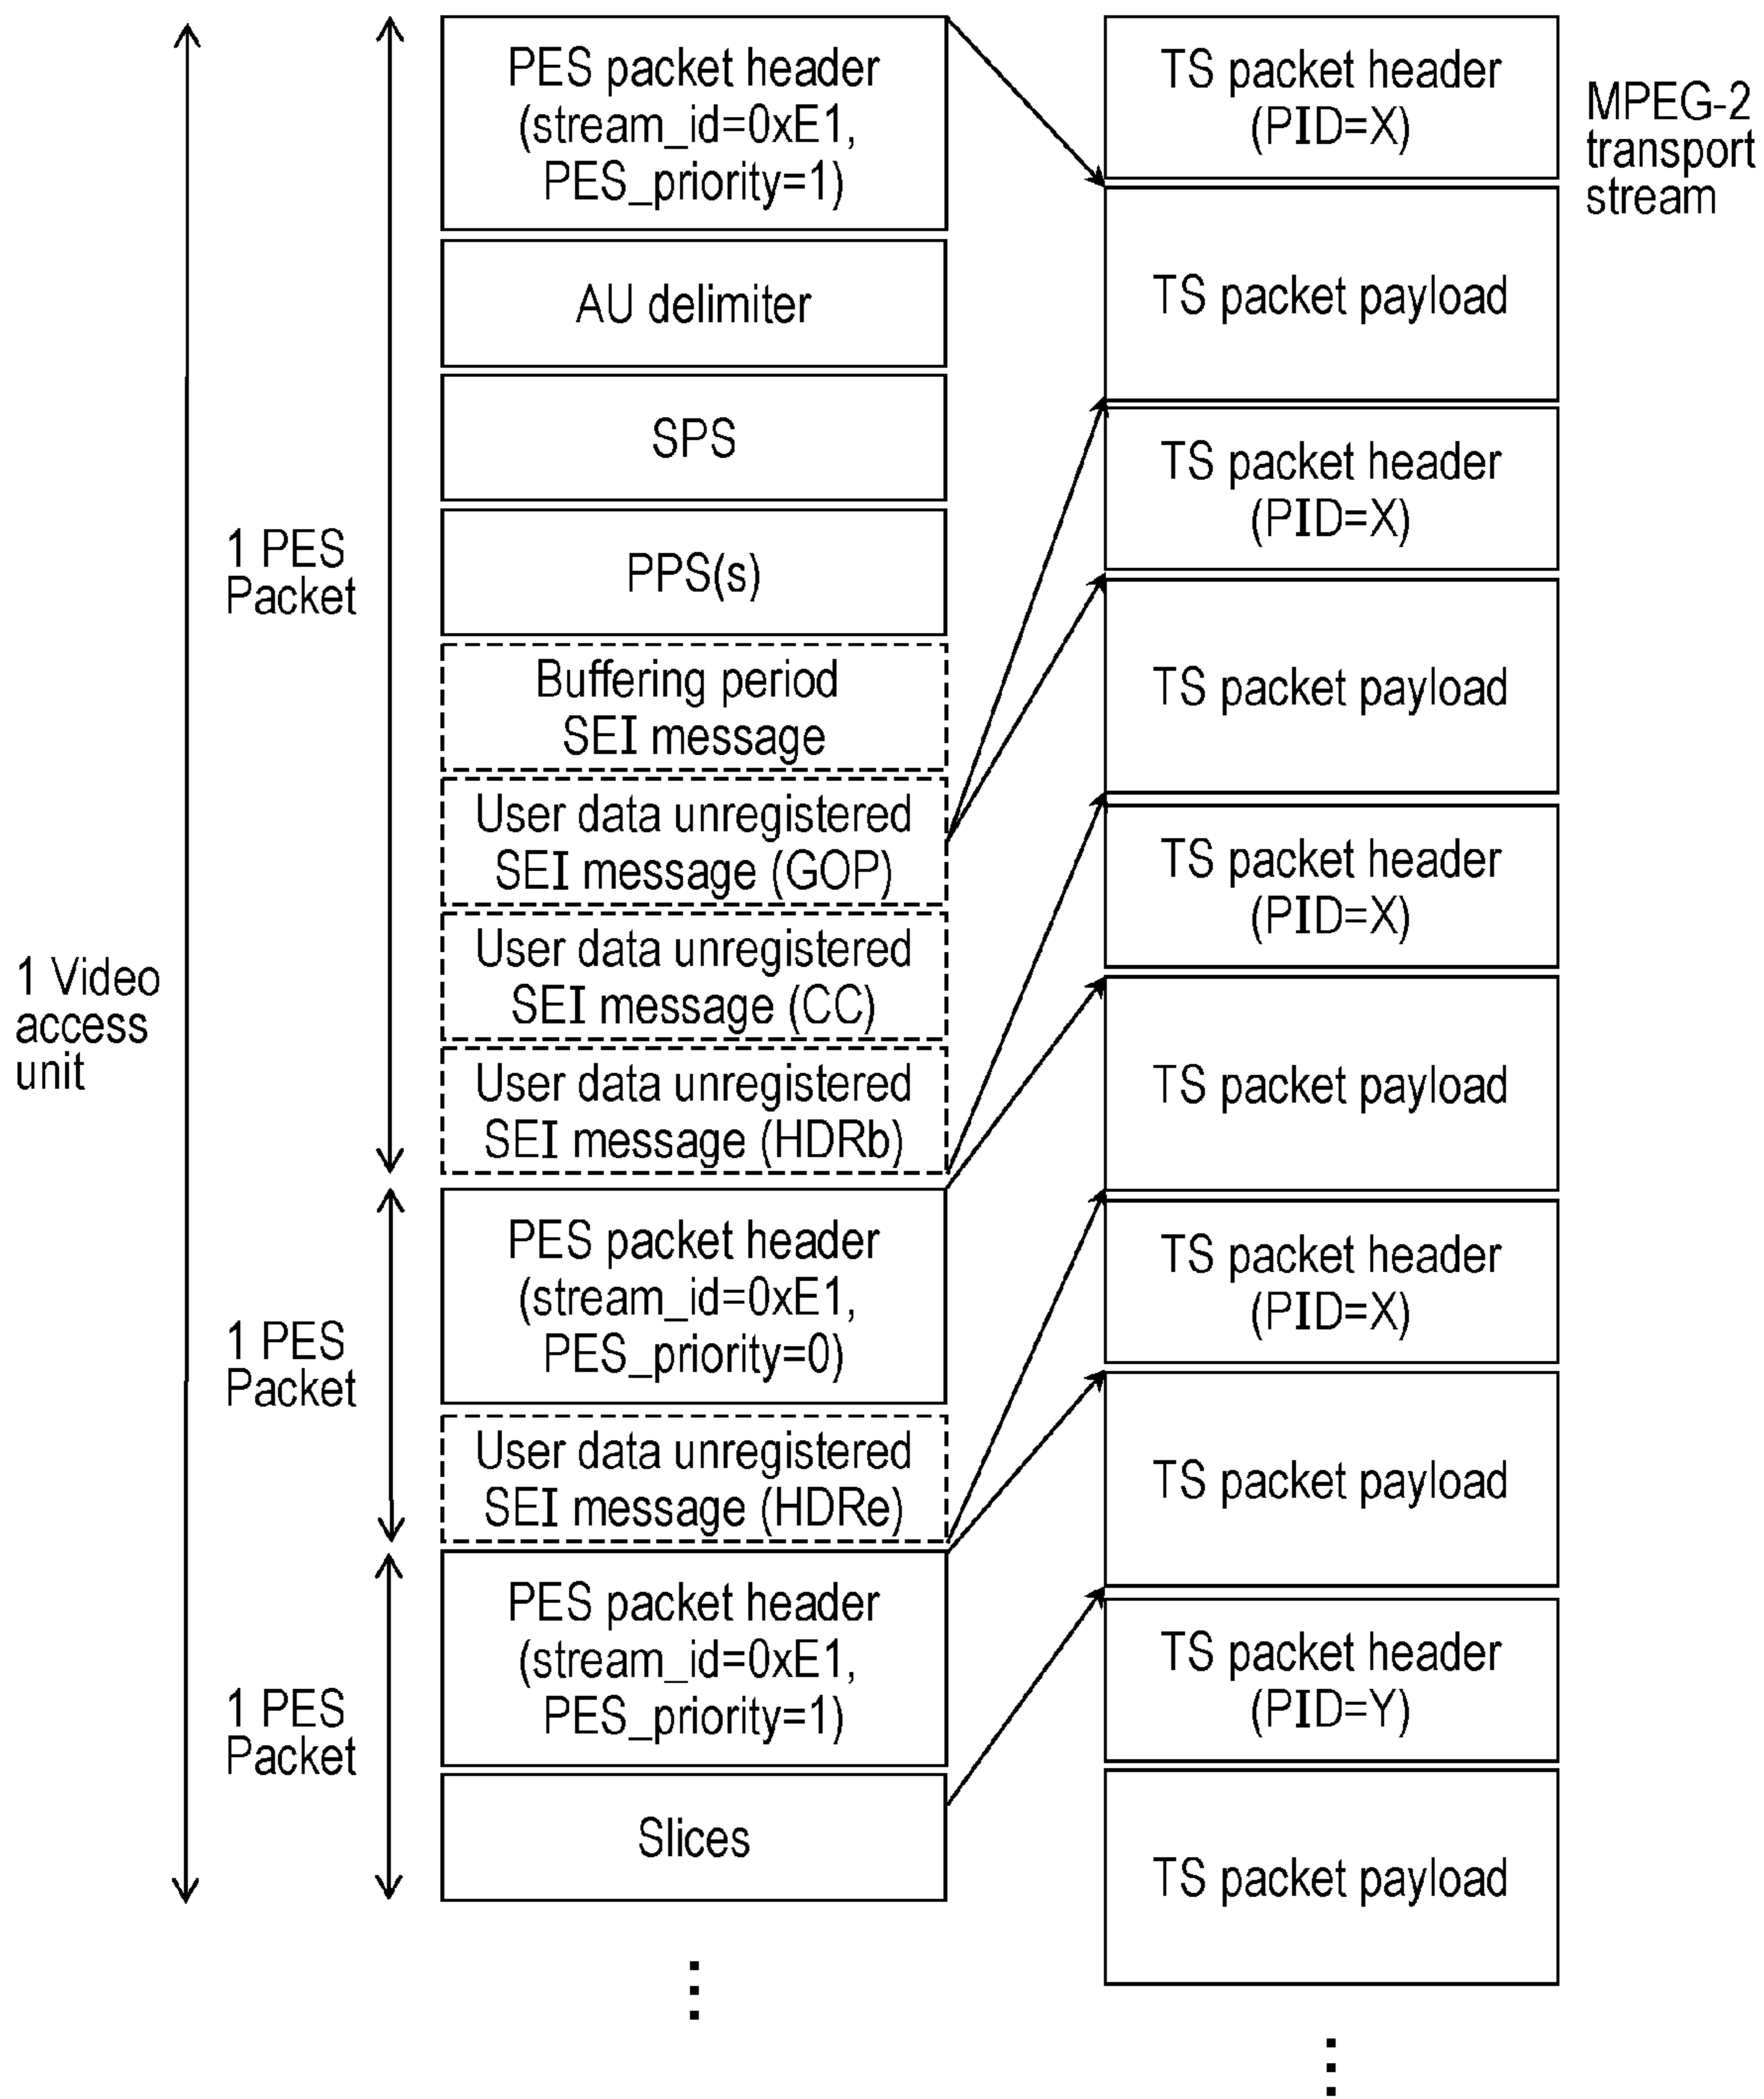 1 Video
access
unit
1 PES
Packet
1 PES
Packet
1 PES
Packet
PES packet header
(stream_id=0xE1,
PES_priority=1)
AU delimiter
SPS
PPS(s)
Buffering period
SEI message
User data unregistered
SEI message (GOP)
User data unregistered
SEI message (CC)
User data unregistered
SEI message (HDRb)
PES packet header
(stream_id=0xE1,
PES_priority=0)
User data unregistered
SEI message (HDRe)
PES packet header
(stream_id=0xE1,
PES_priority=1)
Slices
TS packet header
(PID=X)
TS packet payload
TS packet header
(PID=X)
TS packet payload
TS packet header
(PID=X)
TS packet payload
TS packet header
(PID=X)
TS packet payload
TS packet header
(PID=Y)
TS packet payload
MPEG-2
transport
stream